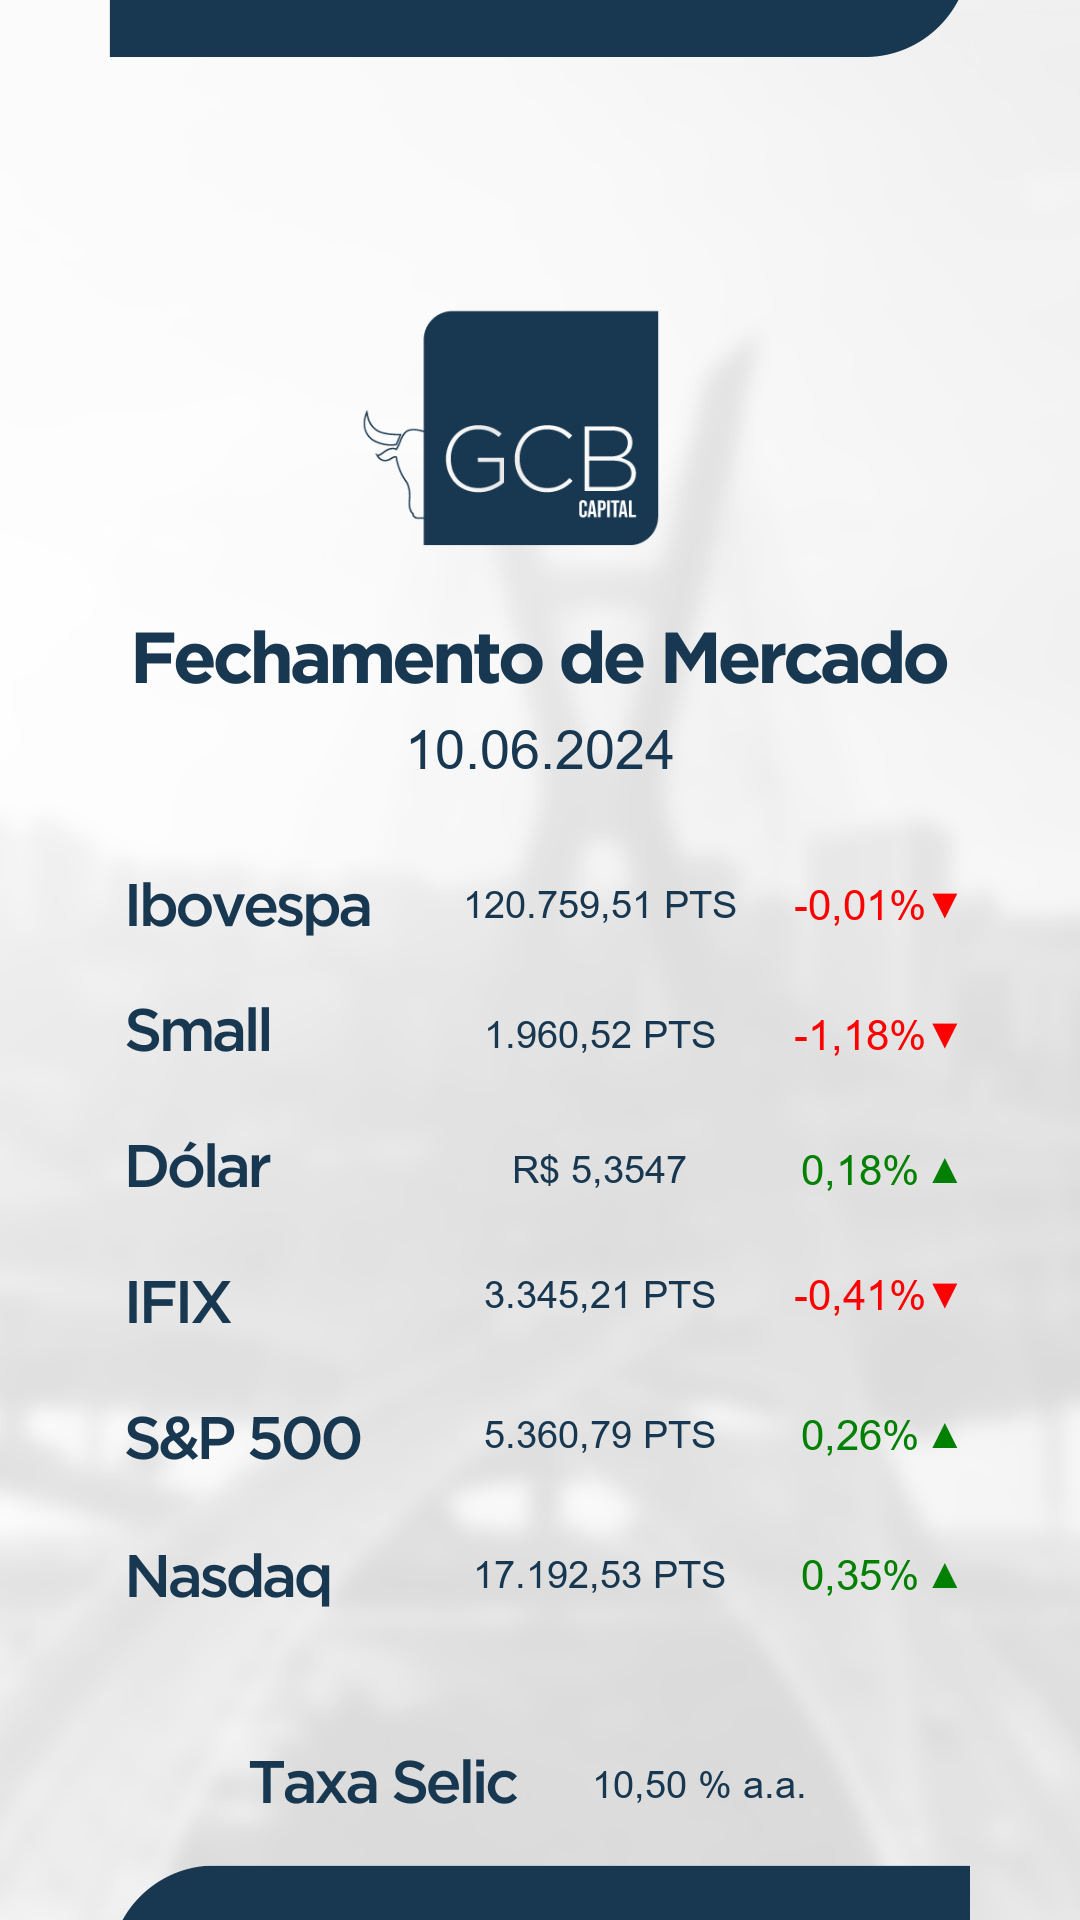 GCB
CAPITAL
Fechamento de Mercado
10.06.2024
Ibovespa 120.759,51 PTS -0,01% ▼
Small 1.960,52 PTS -1,18% ▼
Dólar R$ 5,3547 0,18% ▲
IFIX 3.345,21 PTS -0,41% ▼
S&P 500 5.360,79 PTS 0,26% ▲
Nasdaq 17.192,53 PTS 0,35% ▲
Taxa Selic 10,50 % a.a.